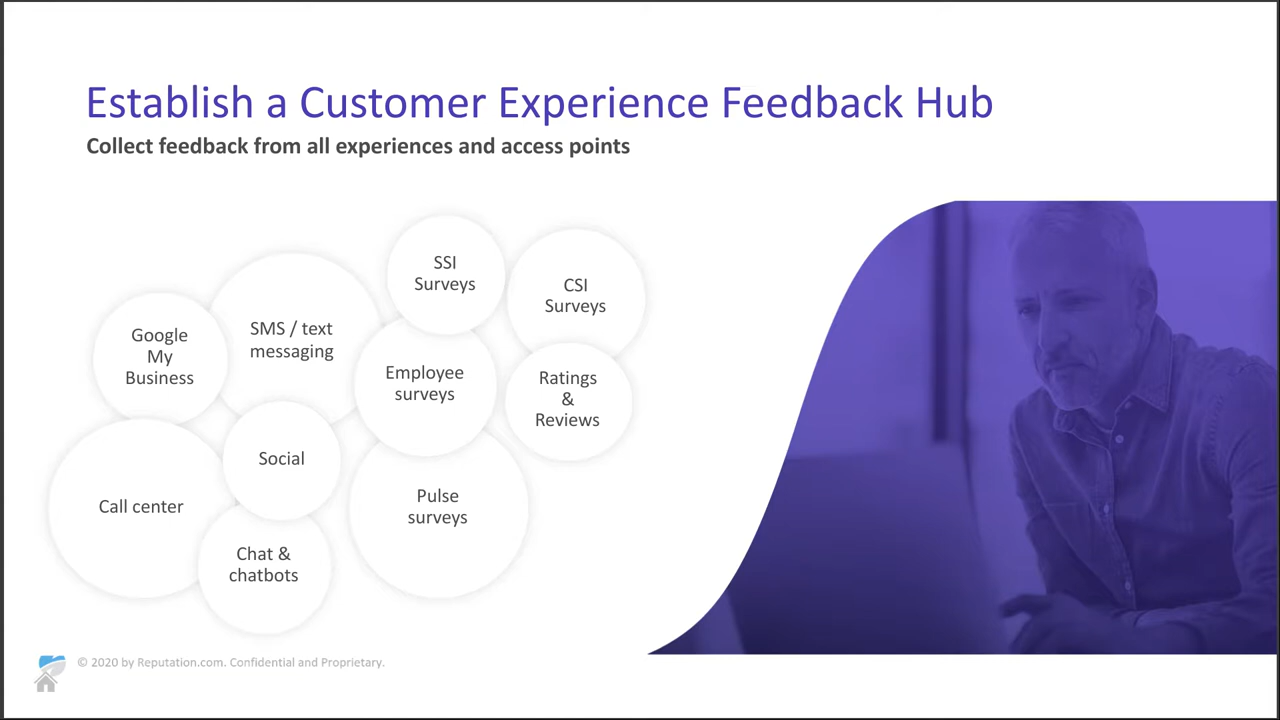 Establish a Customer Experience Feedback Hub
Collect feedback from all experiences and access points
SSI
Surveys
CSI
Surveys
Google
My
Business
SMS / text
messaging
Employee
surveys
Ratings
&
Reviews
Social
Call center
Pulse
surveys
Chat &
chatbots
© 2020 by Reputation.com. Confidential and Proprietary.